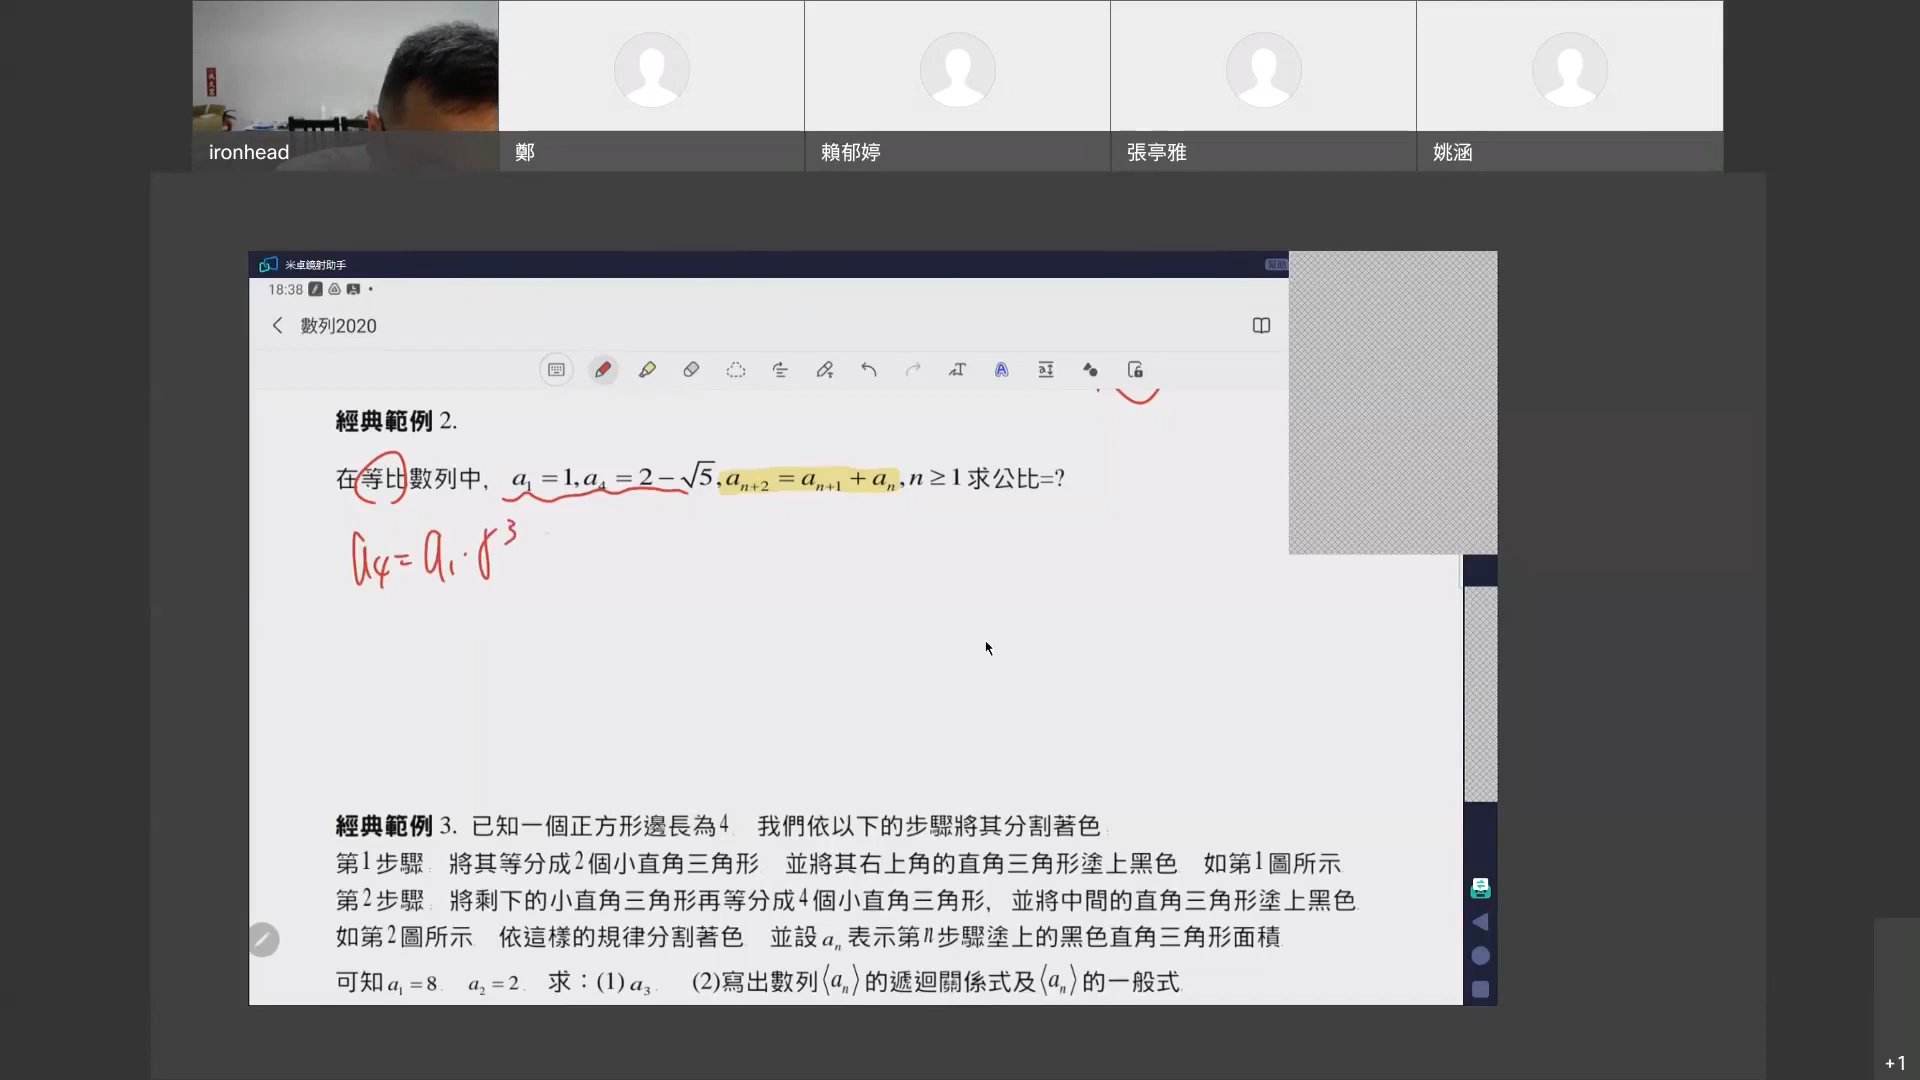 ironhead
鄭
賴郁婷
張亭雅
姚涵
米卓鏡射助手
幫助
18:38
數列2020
經典範例 2.
在等比數列中, a₁ = 1, a₄ = 2 − √5, aₙ₊₂ = aₙ₊₁ + aₙ, n ≥ 1 求公比=?
a₄ = a₁ · r³
經典範例 3. 已知一個正方形邊長為4 我們依以下的步驟將其分割著色
第1步驟 將其等分成2個小直角三角形 並將其右上角的直角三角形塗上黑色 如第1圖所示
第2步驟 將剩下的小直角三角形再等分成4個小直角三角形, 並將中間的直角三角形塗上黑色
如第2圖所示 依這樣的規律分割著色 並設 aₙ 表示第n步驟塗上的黑色直角三角形面積
可知 a₁ = 8 a₂ = 2 求：(1) a₃ (2)寫出數列⟨aₙ⟩的遞迴關係式及⟨aₙ⟩的一般式
+1